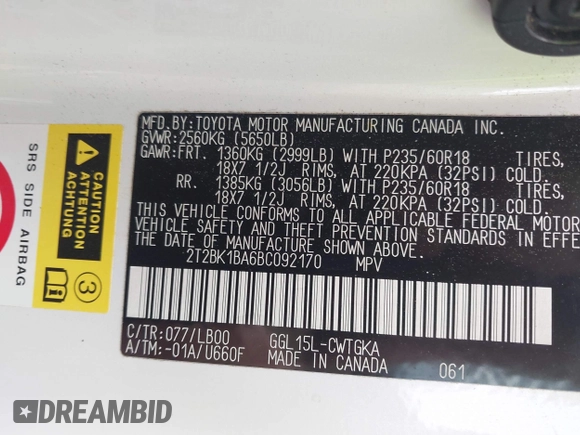 MFD.BY:TOYOTA MOTOR MANUFACTURING CANADA INC.
GVWR:2560KG (5650LB)
GAWR:FRT. 1360KG (2999LB) WITH P235/60R18 TIRES,
18X7 1/2J RIMS, AT 220KPA (32PSI) COLD.
RR. 1385KG (3056LB) WITH P235/60R18 TIRES,
18X7 1/2J RIMS, AT 220KPA (32PSI) COLD.
THIS VEHICLE CONFORMS TO ALL APPLICABLE FEDERAL MOTOR
VEHICLE SAFETY AND THEFT PREVENTION STANDARDS IN EFFE
THE DATE OF MANUFACTURE SHOWN ABOVE.
2T2BK1BA6BC092170 MPV
C/TR:077/LB00 GGL15L-CWTGKA
A/TM:-01A/U660F MADE IN CANADA 061
SRS SIDE AIRBAG
CAUTION
ATTENTION
ACHTUNG
i
3
DREAMBID